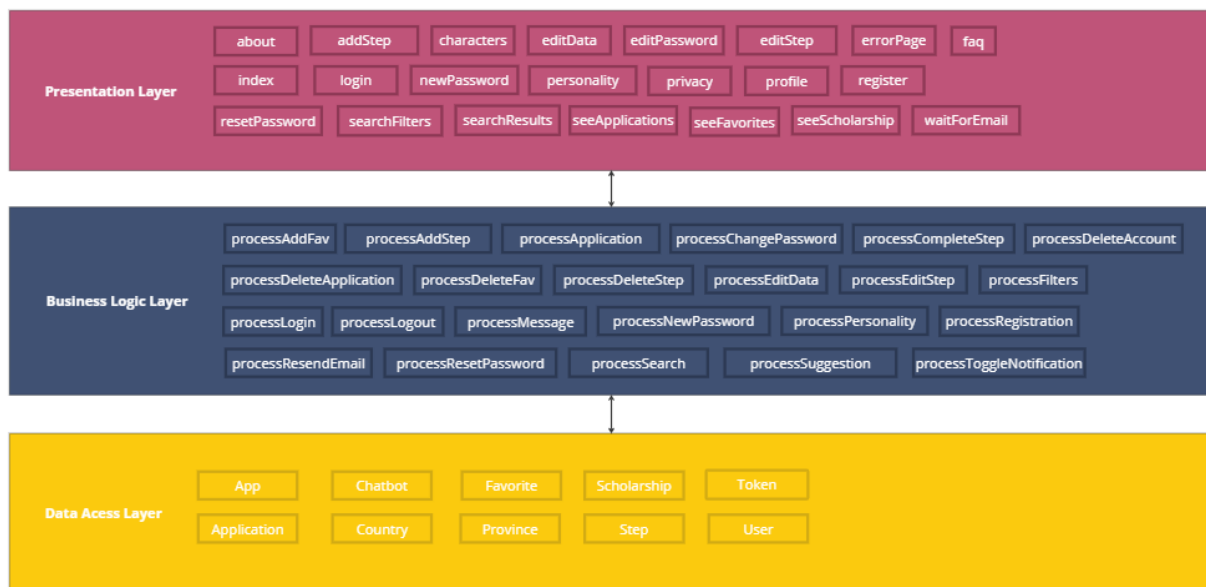 about addStep characters editData editPassword editStep errorPage faq
index login newPassword personality privacy profile register
Presentation Layer
resetPassword searchFilters searchResults seeApplications seeFavorites seeScholarship waitForEmail
processAddFav processAddStep processApplication processChangePassword processCompleteStep processDeleteAccount
processDeleteApplication processDeleteFav processDeleteStep processEditData processEditStep processFilters
Business Logic Layer
processLogin processLogout processMessage processNewPassword processPersonality processRegistration
processResendEmail processResetPassword processSearch processSuggestion processToggleNotification
App Chatbot Favorite Scholarship Token
Data Acess Layer
Application Country Province Step User